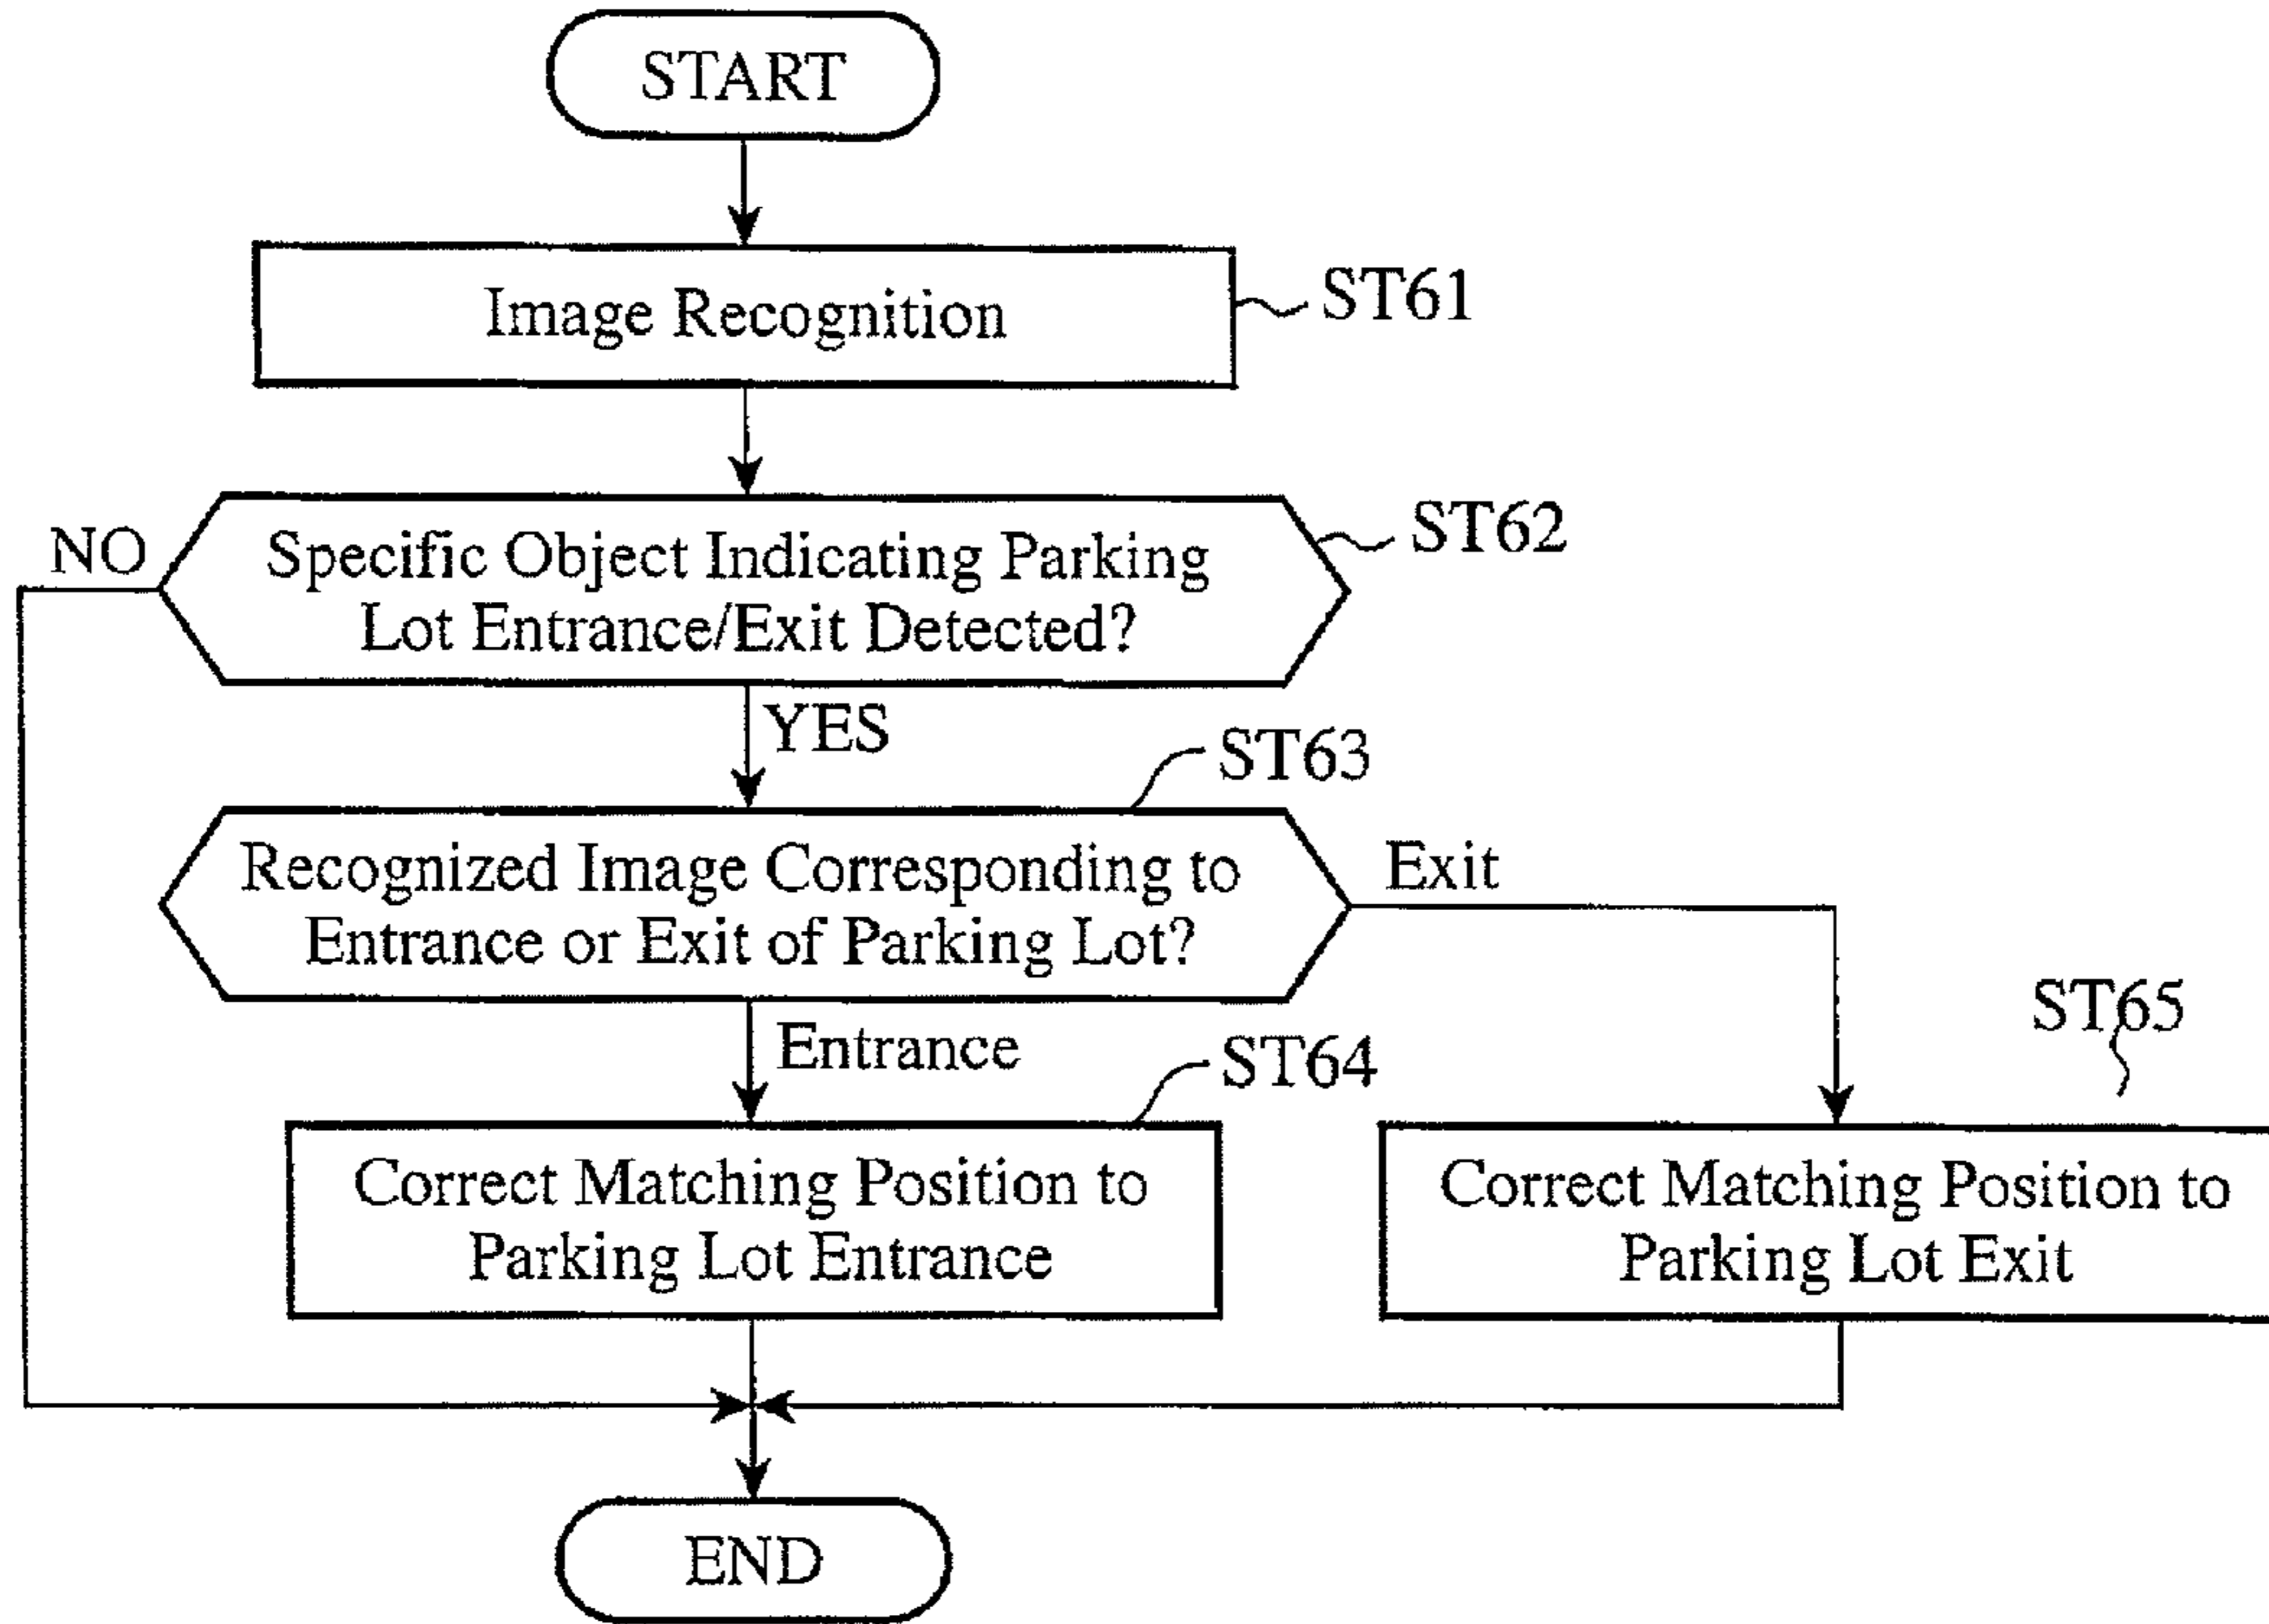 START
Image Recognition
ST61
NO
Specific Object Indicating Parking
Lot Entrance/Exit Detected?
ST62
YES
ST63
Recognized Image Corresponding to
Entrance or Exit of Parking Lot?
Exit
Entrance
ST64
ST65
Correct Matching Position to
Parking Lot Entrance
Correct Matching Position to
Parking Lot Exit
END